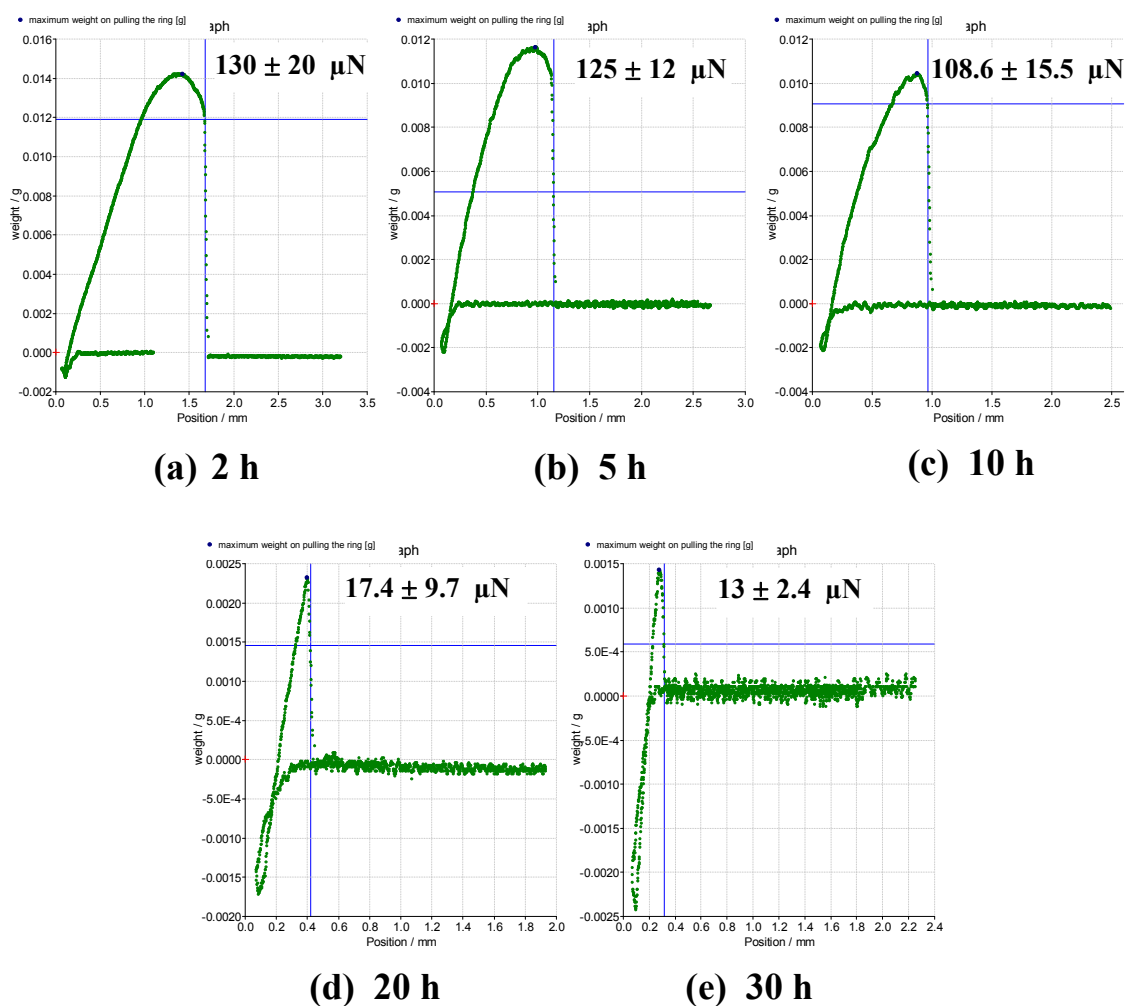 maximum weight on pulling the ring [g]
aph
0.016
0.014
0.012
0.010
0.008
0.006
0.004
0.002
0.000
-0.002
weight / g
130 ± 20 µN
0.0 0.5 1.0 1.5 2.0 2.5 3.0 3.5
Position / mm
(a) 2 h
maximum weight on pulling the ring [g]
aph
0.012
0.010
0.008
0.006
0.004
0.002
0.000
-0.002
-0.004
weight / g
125 ± 12 µN
0.0 0.5 1.0 1.5 2.0 2.5 3.0
Position / mm
(b) 5 h
maximum weight on pulling the ring [g]
aph
0.012
0.010
0.008
0.006
0.004
0.002
0.000
-0.002
-0.004
weight / g
108.6 ± 15.5 µN
0.0 0.5 1.0 1.5 2.0 2.5
Position / mm
(c) 10 h
maximum weight on pulling the ring [g]
aph
0.0025
0.0020
0.0015
0.0010
5.0E-4
0.0000
-5.0E-4
-0.0010
-0.0015
-0.0020
weight / g
17.4 ± 9.7 µN
0.0 0.2 0.4 0.6 0.8 1.0 1.2 1.4 1.6 1.8 2.0
Position / mm
(d) 20 h
maximum weight on pulling the ring [g]
aph
0.0015
0.0010
5.0E-4
0.0000
-5.0E-4
-0.0010
-0.0015
-0.0020
-0.0025
weight / g
13 ± 2.4 µN
0.0 0.2 0.4 0.6 0.8 1.0 1.2 1.4 1.6 1.8 2.0 2.2 2.4
Position / mm
(e) 30 h